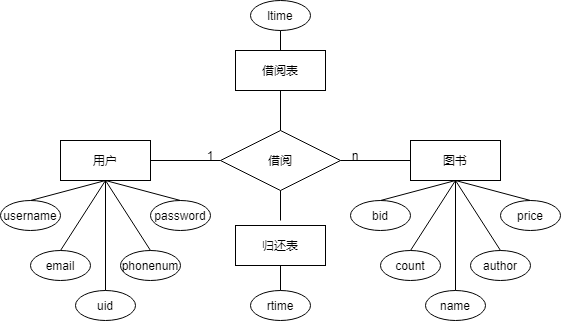 ltime
借阅表
用户
1
借阅
n
图书
username
password
bid
price
归还表
email
phonenum
count
author
uid
rtime
name